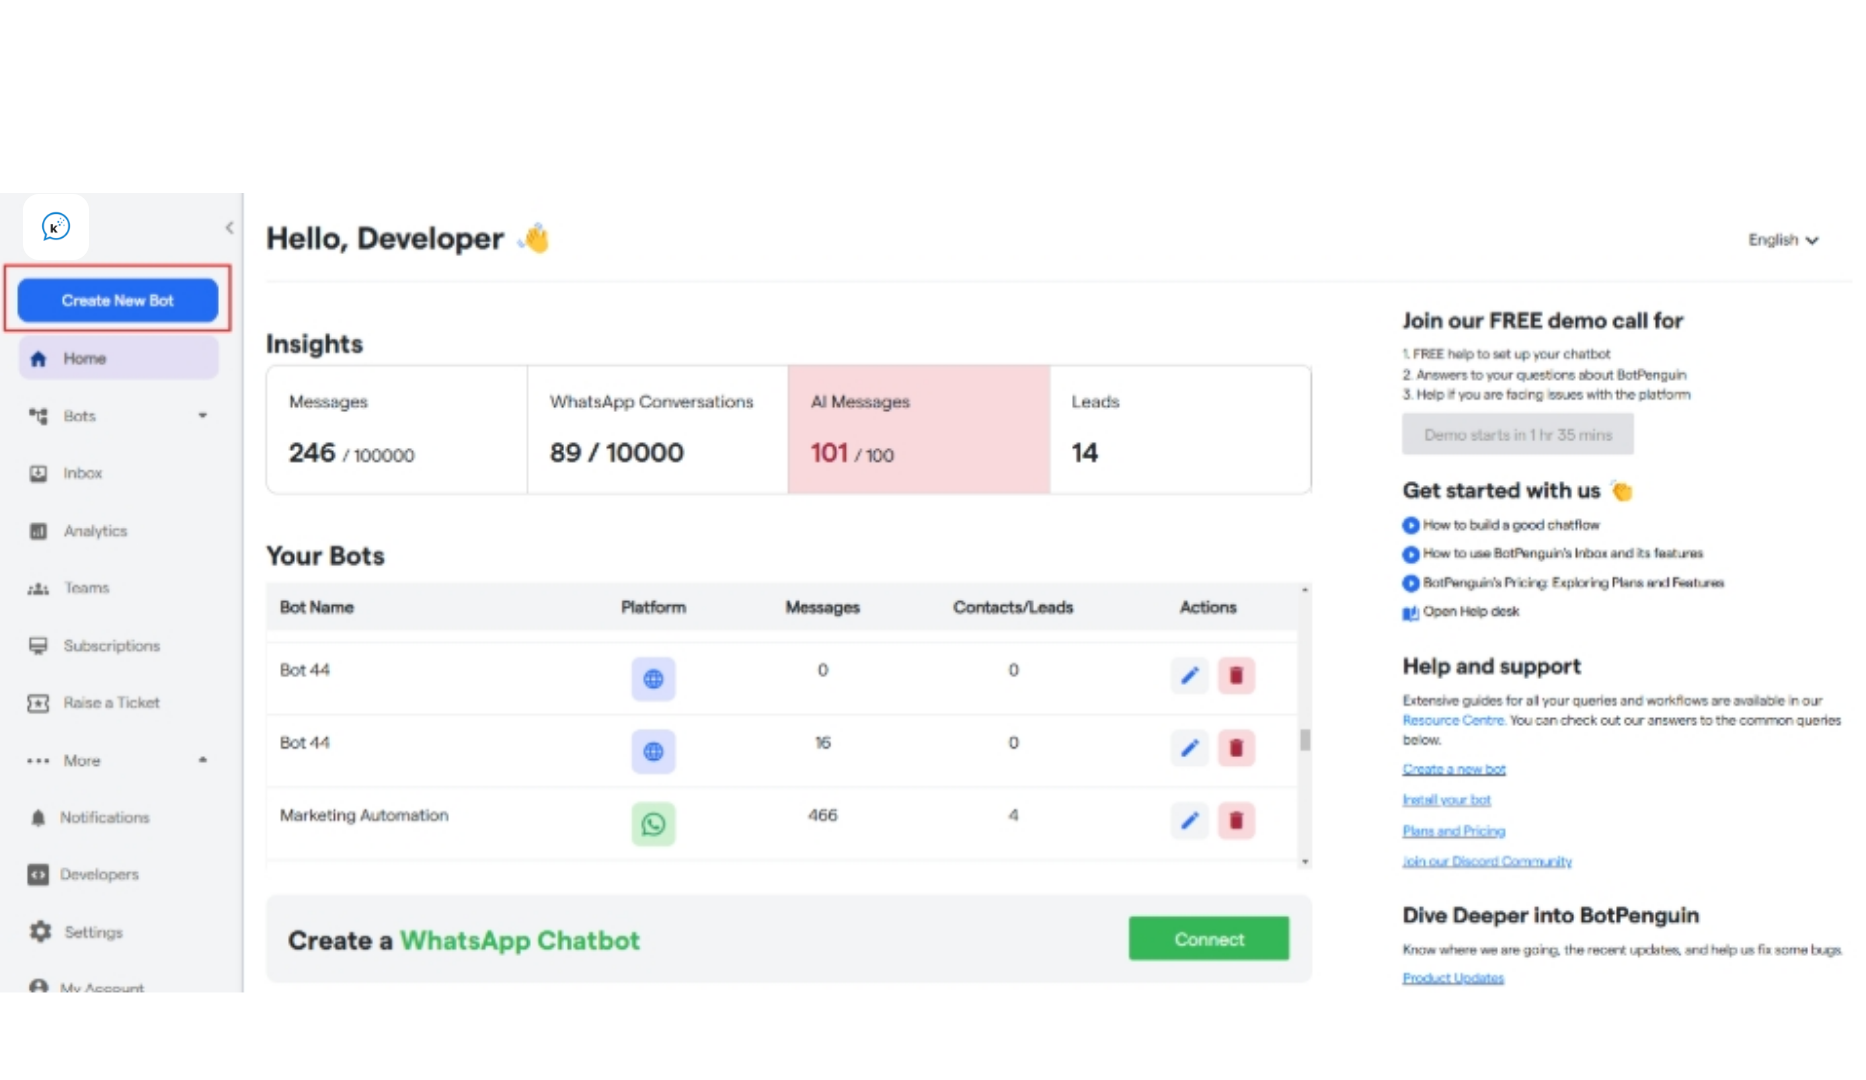 K
Create New Bot
Home
Bots
Inbox
Analytics
Teams
Subscriptions
Raise a Ticket
More
Notifications
Developers
Settings
My Account
Hello, Developer
English
Insights
Messages
246 / 100000
WhatsApp Conversations
89 / 10000
AI Messages
101 / 100
Leads
14
Your Bots
Bot Name Platform Messages Contacts/Leads Actions
Bot 44 0 0
Bot 44 16 0
Marketing Automation 466 4
Create a WhatsApp Chatbot
Connect
Join our FREE demo call for
1. FREE help to set up your chatbot
2. Answers to your questions about BotPenguin
3. Help if you are facing issues with the platform
Demo starts in 1 hr 35 mins
Get started with us
How to build a good chatflow
How to use BotPenguin's Inbox and its features
BotPenguin's Pricing: Exploring Plans and Features
Open Help desk
Help and support
Extensive guides for all your queries and workflows are available in our
Resource Centre. You can check out our answers to the common queries
below.
Create a new bot
Install your bot
Plans and Pricing
Join our Discord Community
Dive Deeper into BotPenguin
Know where we are going, the recent updates, and help us fix some bugs.
Product Updates